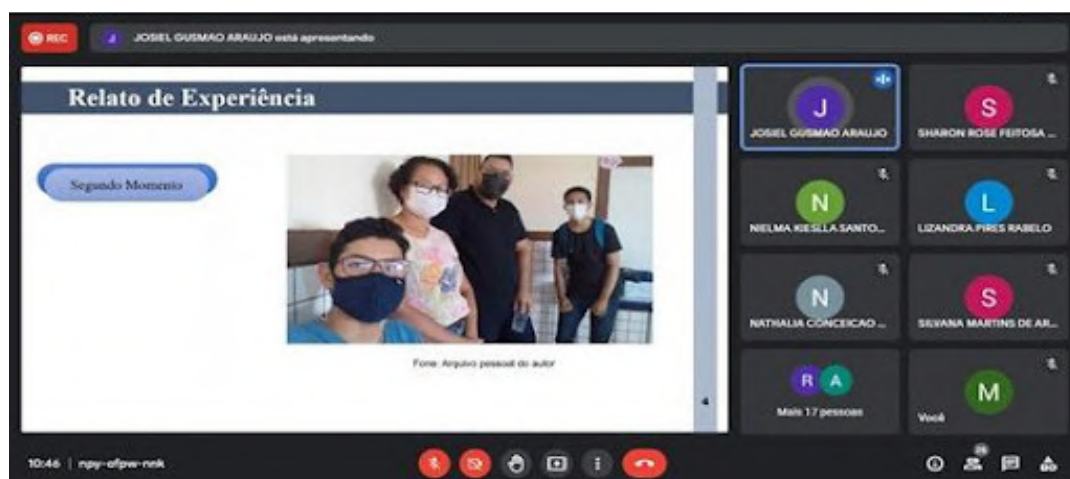 REC
J JOSIEL GUSMAO ARAUJO está apresentando
Relato de Experiência
Segundo Momento
Fone: Arquivo pessoal do autor
4
J
JOSIEL GUSMAO ARAUJO
S
SHARON ROSE FEITOSA ...
N
NIELMA KIESLLA SANTO...
L
LIZANDRA PIRES RABELO
N
NATHALIA CONCEICAO ...
S
SILVANA MARTINS DE AR...
R A
Mais 17 pessoas
M
Você
10:46 | npy-ofpw-nnk